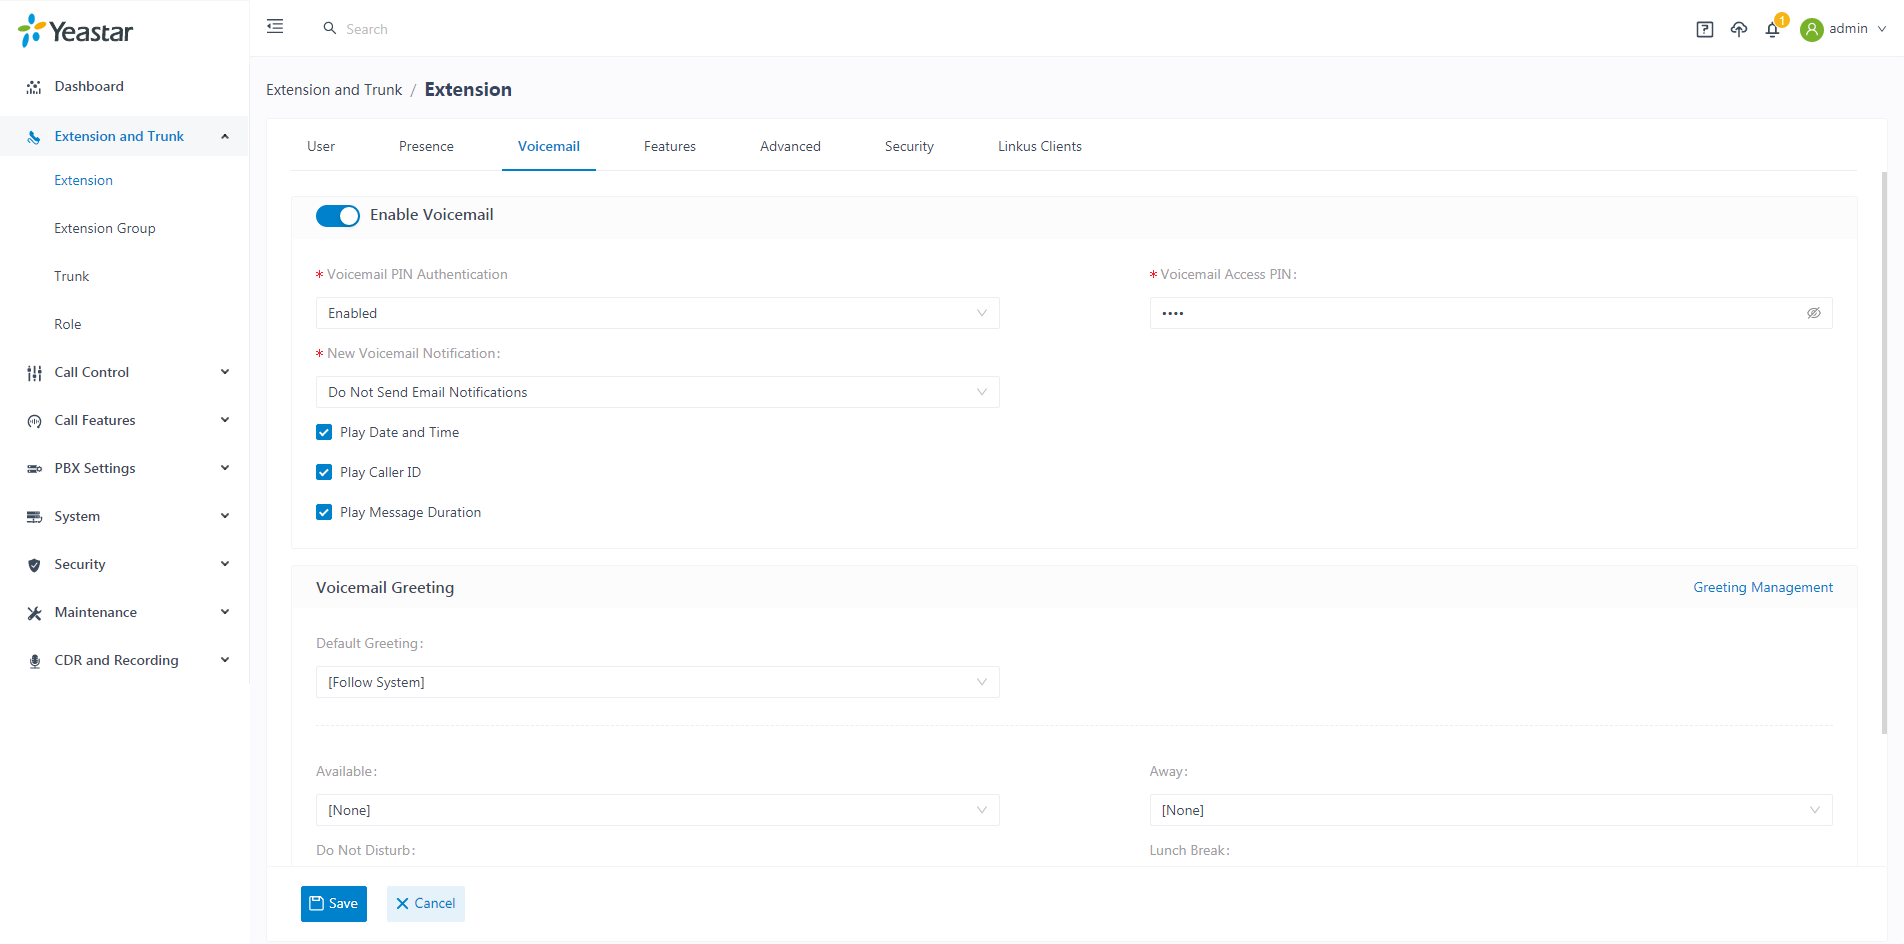 Yeastar
Search
1
admin
Dashboard
Extension and Trunk
Extension
Extension Group
Trunk
Role
Call Control
Call Features
PBX Settings
System
Security
Maintenance
CDR and Recording
Extension and Trunk / Extension
User Presence Voicemail Features Advanced Security Linkus Clients
Enable Voicemail
* Voicemail PIN Authentication
Enabled
* Voicemail Access PIN:
••••
* New Voicemail Notification:
Do Not Send Email Notifications
Play Date and Time
Play Caller ID
Play Message Duration
Voicemail Greeting
Greeting Management
Default Greeting:
[Follow System]
Available:
[None]
Away:
[None]
Do Not Disturb:
Lunch Break:
Save
Cancel